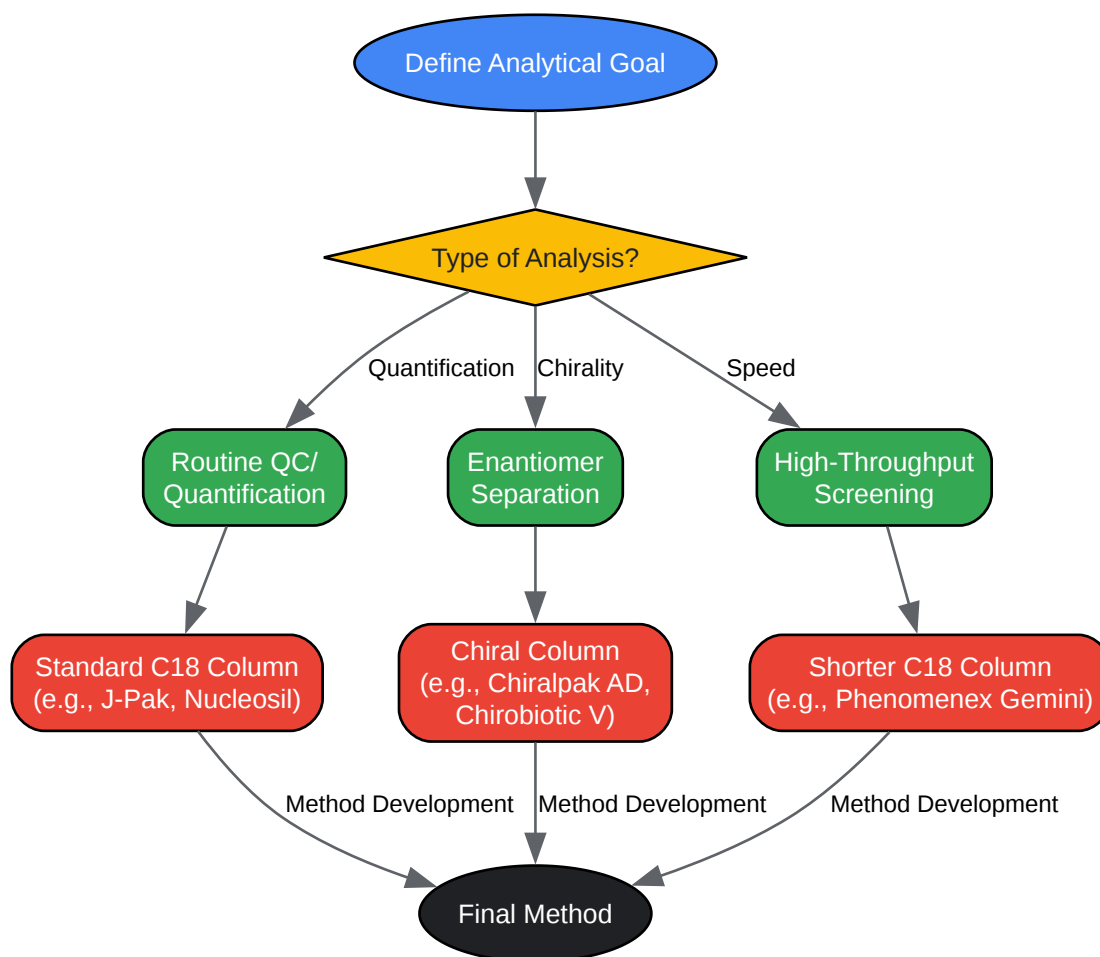 Define Analytical Goal
Type of Analysis?
Quantification
Chirality
Speed
Routine QC/
Quantification
Enantiomer
Separation
High-Throughput
Screening
Standard C18 Column
(e.g., J-Pak, Nucleosil)
Chiral Column
(e.g., Chiralpak AD,
Chirobiotic V)
Shorter C18 Column
(e.g., Phenomenex Gemini)
Method Development
Method Development
Method Development
Final Method